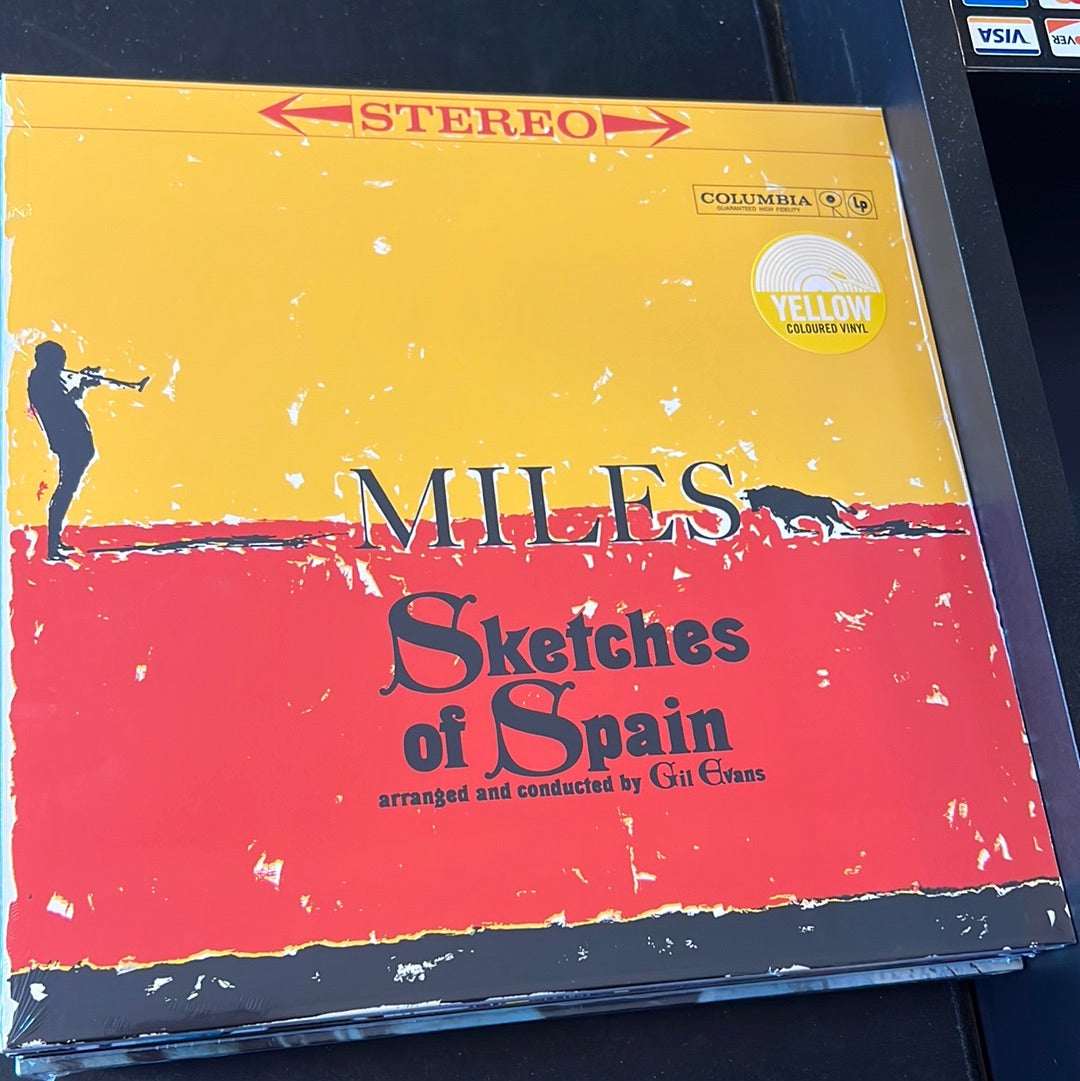 VISA
STEREO
COLUMBIA
GUARANTEED HIGH FIDELITY
Lp
YELLOW
COLOURED VINYL
MILES
Sketches
of Spain
arranged and conducted by Gil Evans